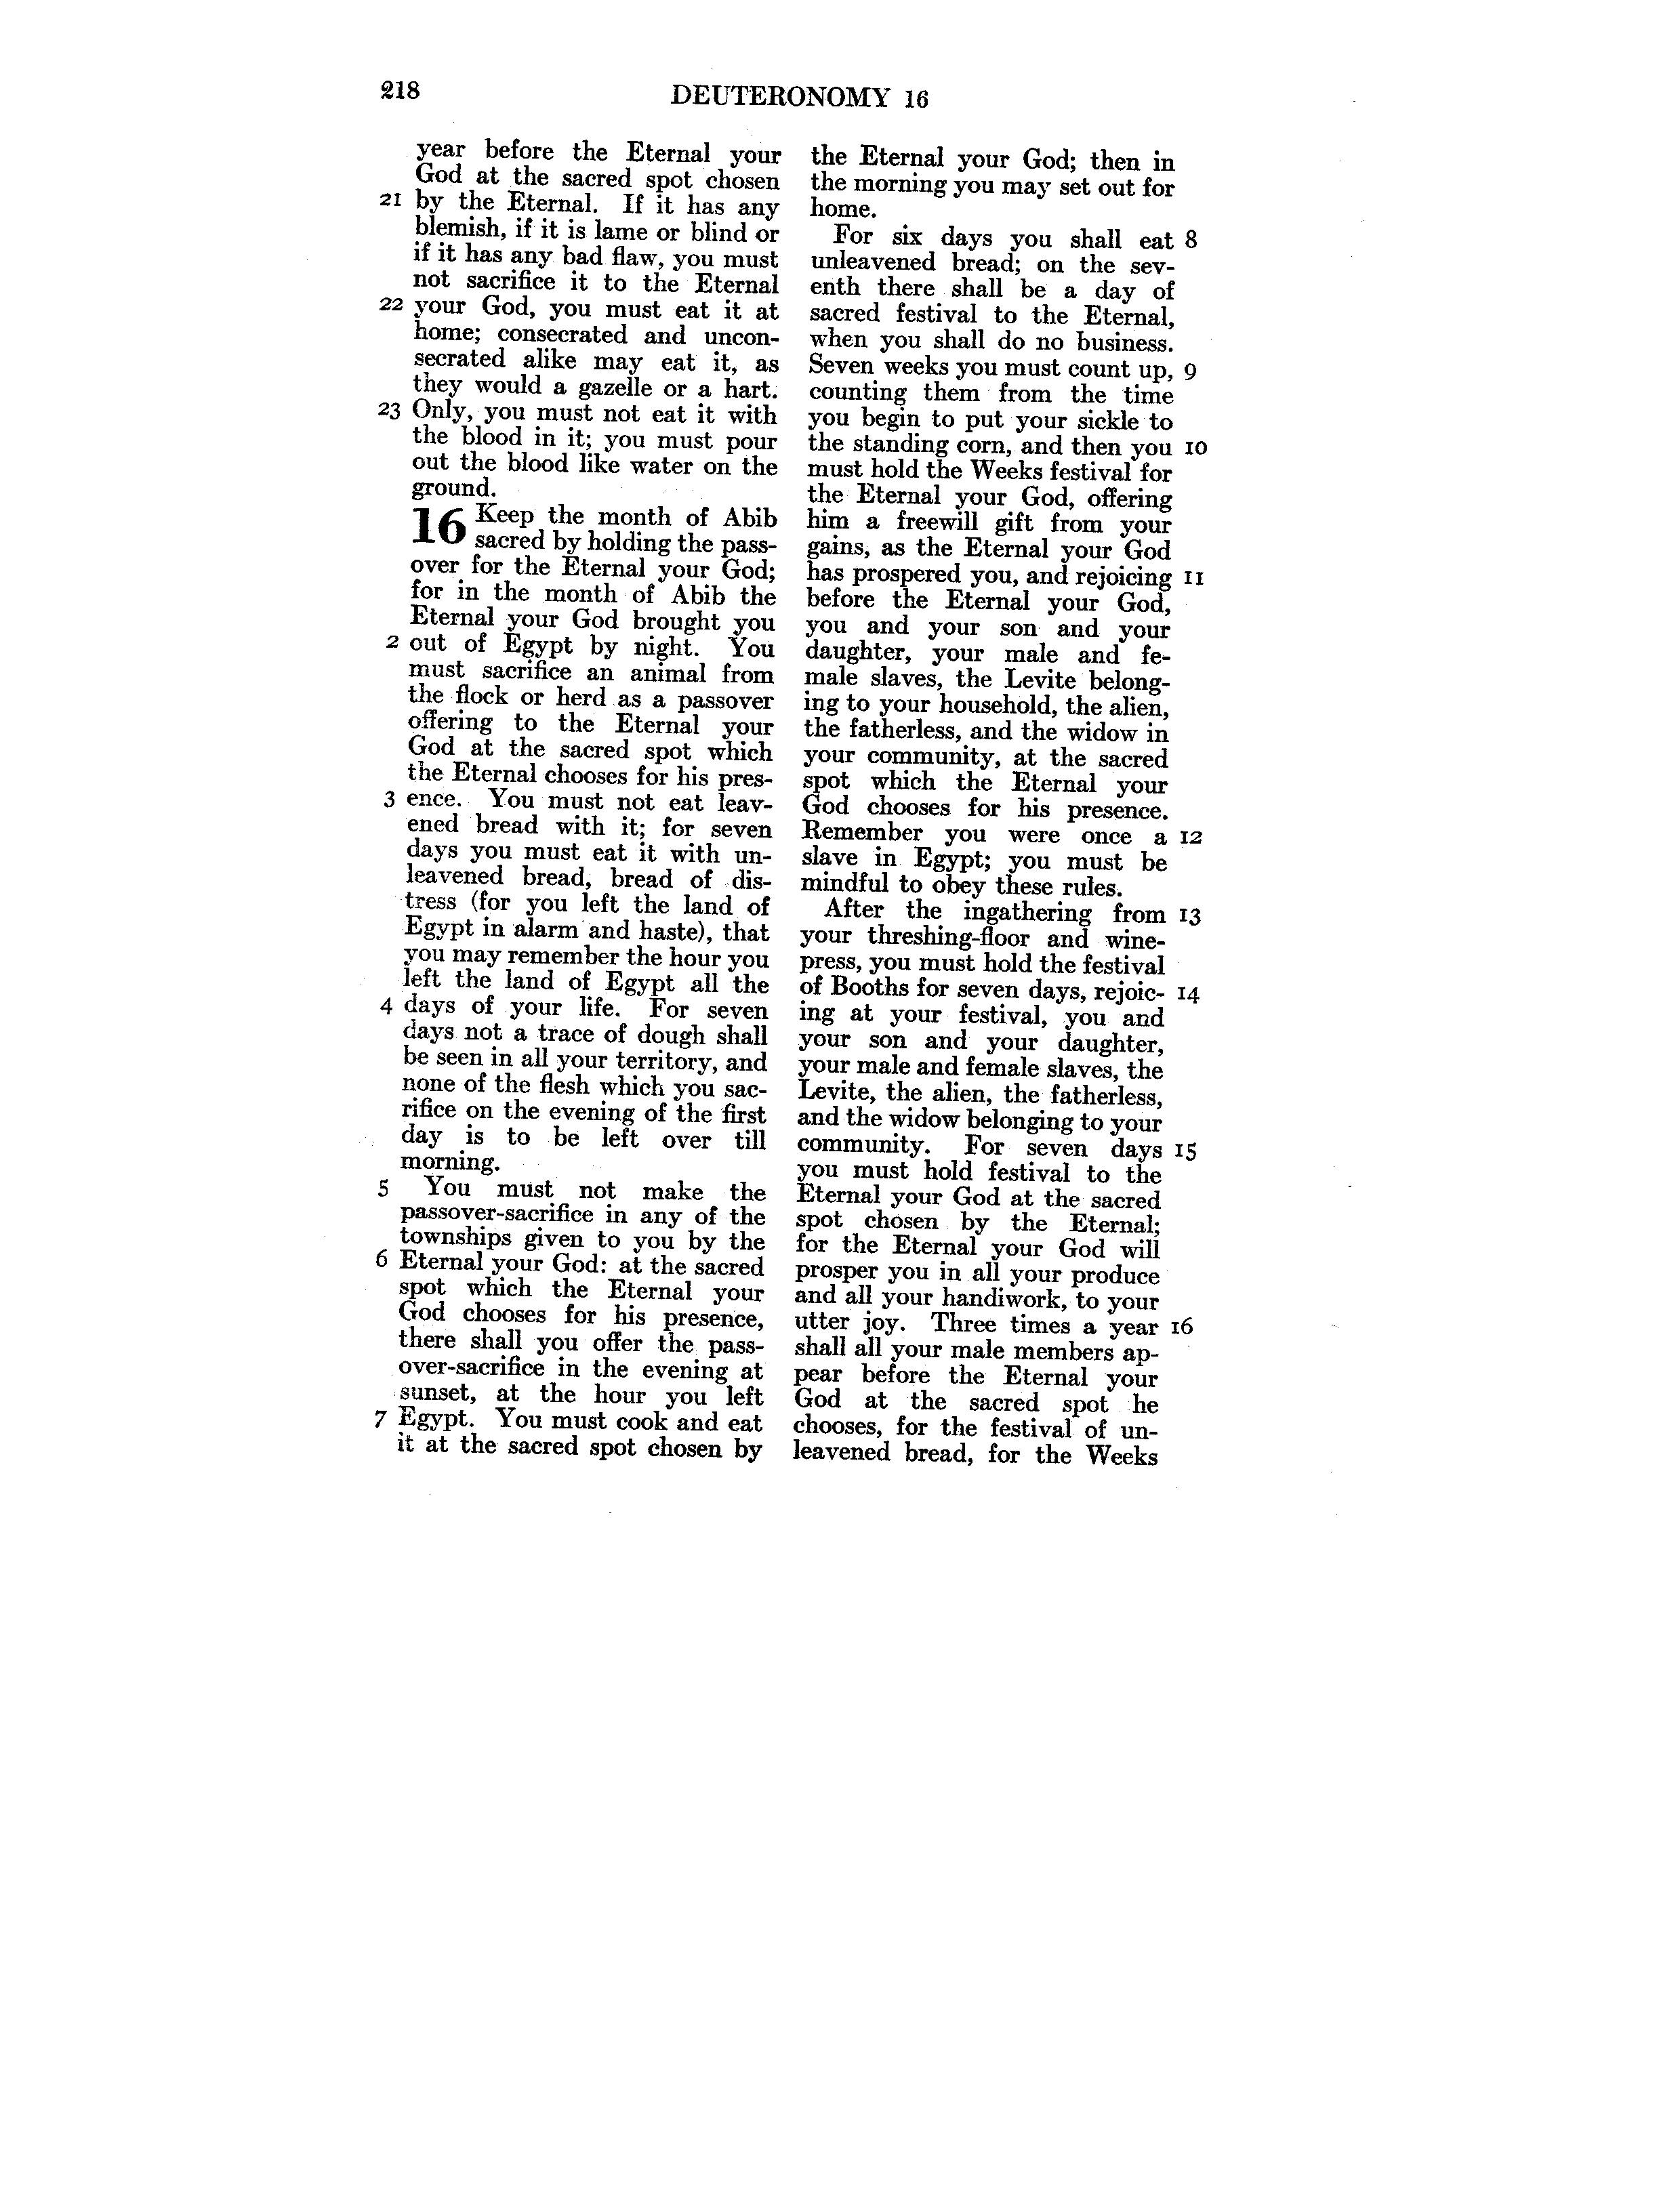 218
DEUTERONOMY 16
year before the Eternal your
God at the sacred spot chosen
21 by the Eternal. If it has any
blemish, if it is lame or blind or
if it has any bad flaw, you must
not sacrifice it to the Eternal
22 your God, you must eat it at
home; consecrated and uncon-
secrated alike may eat it, as
they would a gazelle or a hart.
23 Only, you must not eat it with
the blood in it; you must pour
out the blood like water on the
ground.
16 Keep the month of Abib
sacred by holding the pass-
over for the Eternal your God;
for in the month of Abib the
Eternal your God brought you
2 out of Egypt by night. You
must sacrifice an animal from
the flock or herd as a passover
offering to the Eternal your
God at the sacred spot which
the Eternal chooses for his pres-
3 ence. You must not eat leav-
ened bread with it; for seven
days you must eat it with un-
leavened bread, bread of dis-
tress (for you left the land of
Egypt in alarm and haste), that
you may remember the hour you
left the land of Egypt all the
4 days of your life. For seven
days not a trace of dough shall
be seen in all your territory, and
none of the flesh which you sac-
rifice on the evening of the first
day is to be left over till
morning.
5 You must not make the
passover-sacrifice in any of the
townships given to you by the
6 Eternal your God: at the sacred
spot which the Eternal your
God chooses for his presence,
there shall you offer the pass-
over-sacrifice in the evening at
sunset, at the hour you left
7 Egypt. You must cook and eat
it at the sacred spot chosen by
the Eternal your God; then in
the morning you may set out for
home.
For six days you shall eat 8
unleavened bread; on the sev-
enth there shall be a day of
sacred festival to the Eternal,
when you shall do no business.
Seven weeks you must count up, 9
counting them from the time
you begin to put your sickle to
the standing corn, and then you 10
must hold the Weeks festival for
the Eternal your God, offering
him a freewill gift from your
gains, as the Eternal your God
has prospered you, and rejoicing 11
before the Eternal your God,
you and your son and your
daughter, your male and fe-
male slaves, the Levite belong-
ing to your household, the alien,
the fatherless, and the widow in
your community, at the sacred
spot which the Eternal your
God chooses for his presence.
Remember you were once a 12
slave in Egypt; you must be
mindful to obey these rules.
After the ingathering from 13
your threshing-floor and wine-
press, you must hold the festival
of Booths for seven days, rejoic- 14
ing at your festival, you and
your son and your daughter,
your male and female slaves, the
Levite, the alien, the fatherless,
and the widow belonging to your
community. For seven days 15
you must hold festival to the
Eternal your God at the sacred
spot chosen by the Eternal;
for the Eternal your God will
prosper you in all your produce
and all your handiwork, to your
utter joy. Three times a year 16
shall all your male members ap-
pear before the Eternal your
God at the sacred spot he
chooses, for the festival of un-
leavened bread, for the Weeks